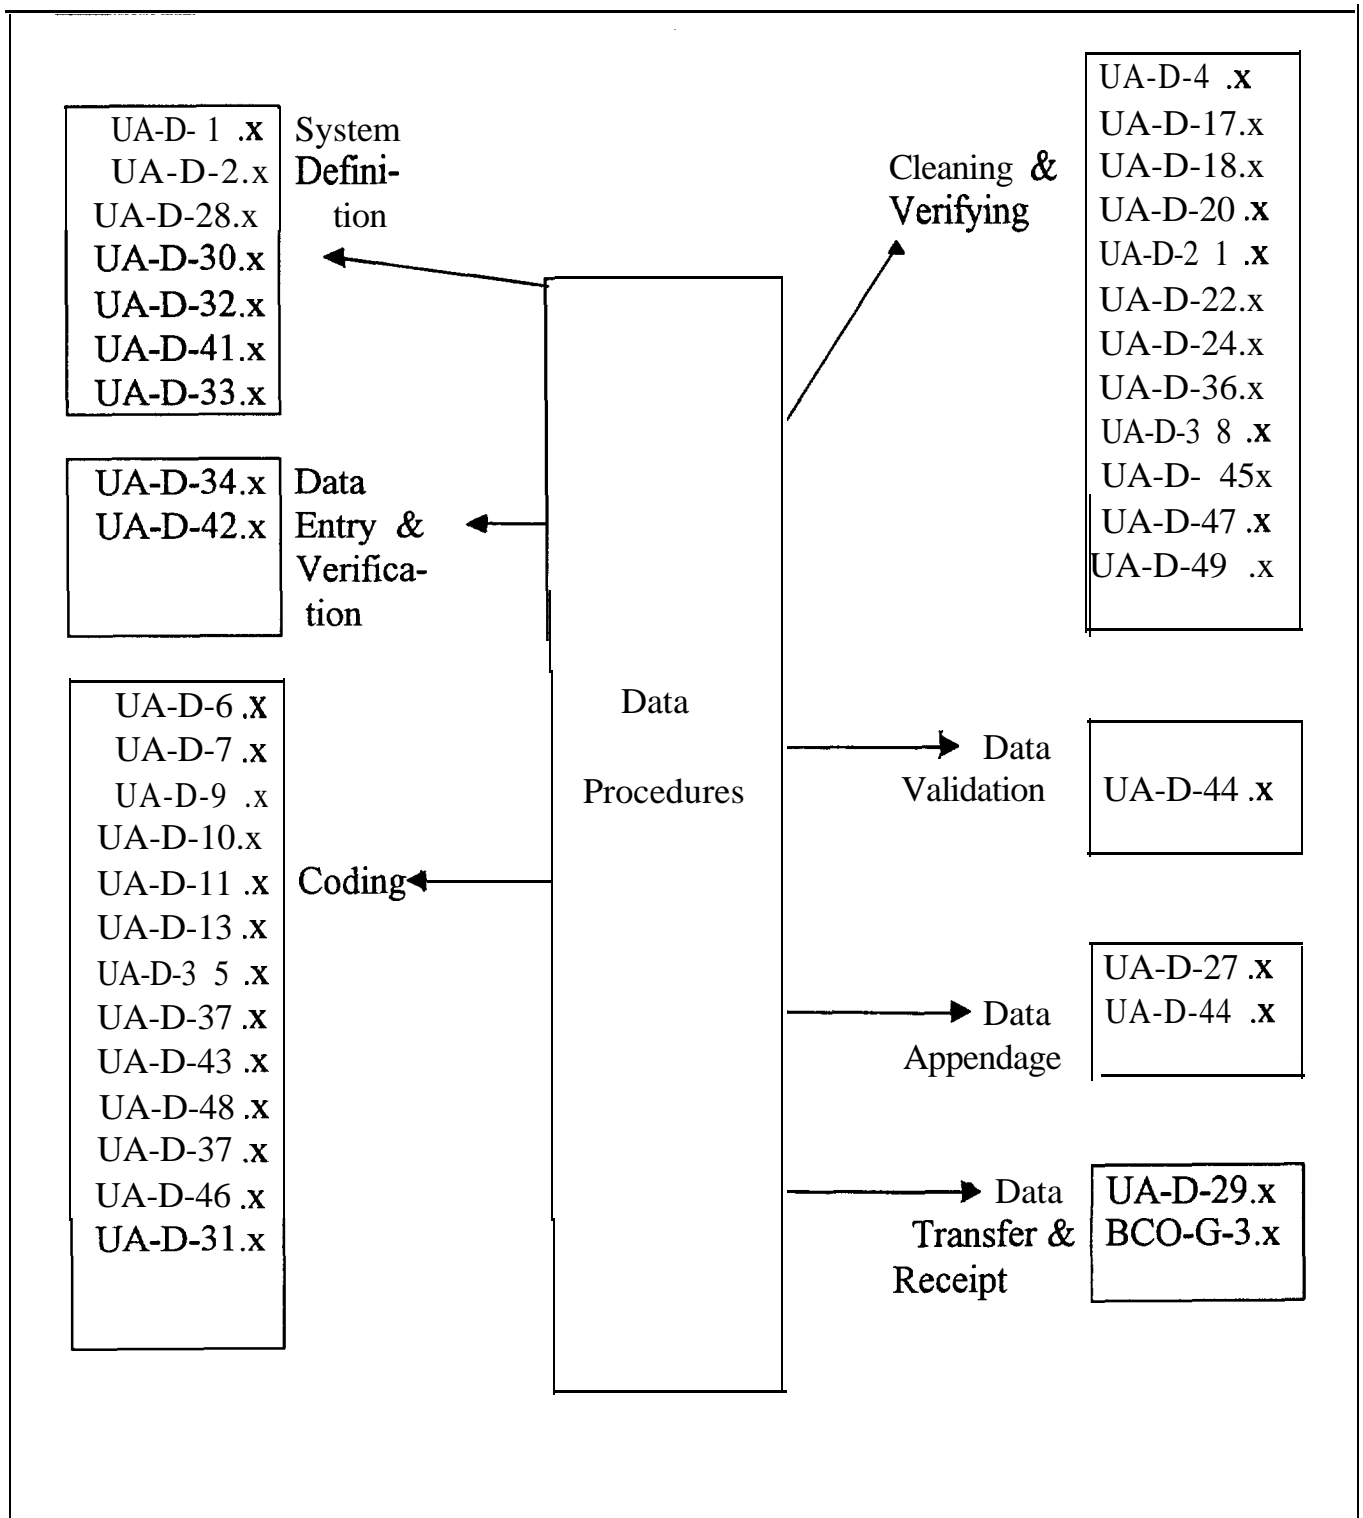 UA-D- 1 .x
UA-D-2.x
UA-D-28.x
UA-D-30.x
UA-D-32.x
UA-D-41.x
UA-D-33.x
System
Defini-
tion
UA-D-34.x
UA-D-42.x
Data
Entry &
Verifica-
tion
UA-D-6 .x
UA-D-7 .x
UA-D-9 .x
UA-D-10.x
UA-D-11 .x
UA-D-13 .x
UA-D-3 5 .x
UA-D-37 .x
UA-D-43 .x
UA-D-48 .x
UA-D-37 .x
UA-D-46 .x
UA-D-31.x
Coding
Data
Procedures
Cleaning &
Verifying
UA-D-4 .x
UA-D-17.x
UA-D-18.x
UA-D-20 .x
UA-D-2 1 .x
UA-D-22.x
UA-D-24.x
UA-D-36.x
UA-D-3 8 .x
UA-D- 45x
UA-D-47 .x
UA-D-49 .x
Data
Validation
UA-D-44 .x
Data
Appendage
UA-D-27 .x
UA-D-44 .x
Data
Transfer &
Receipt
UA-D-29.x
BCO-G-3.x